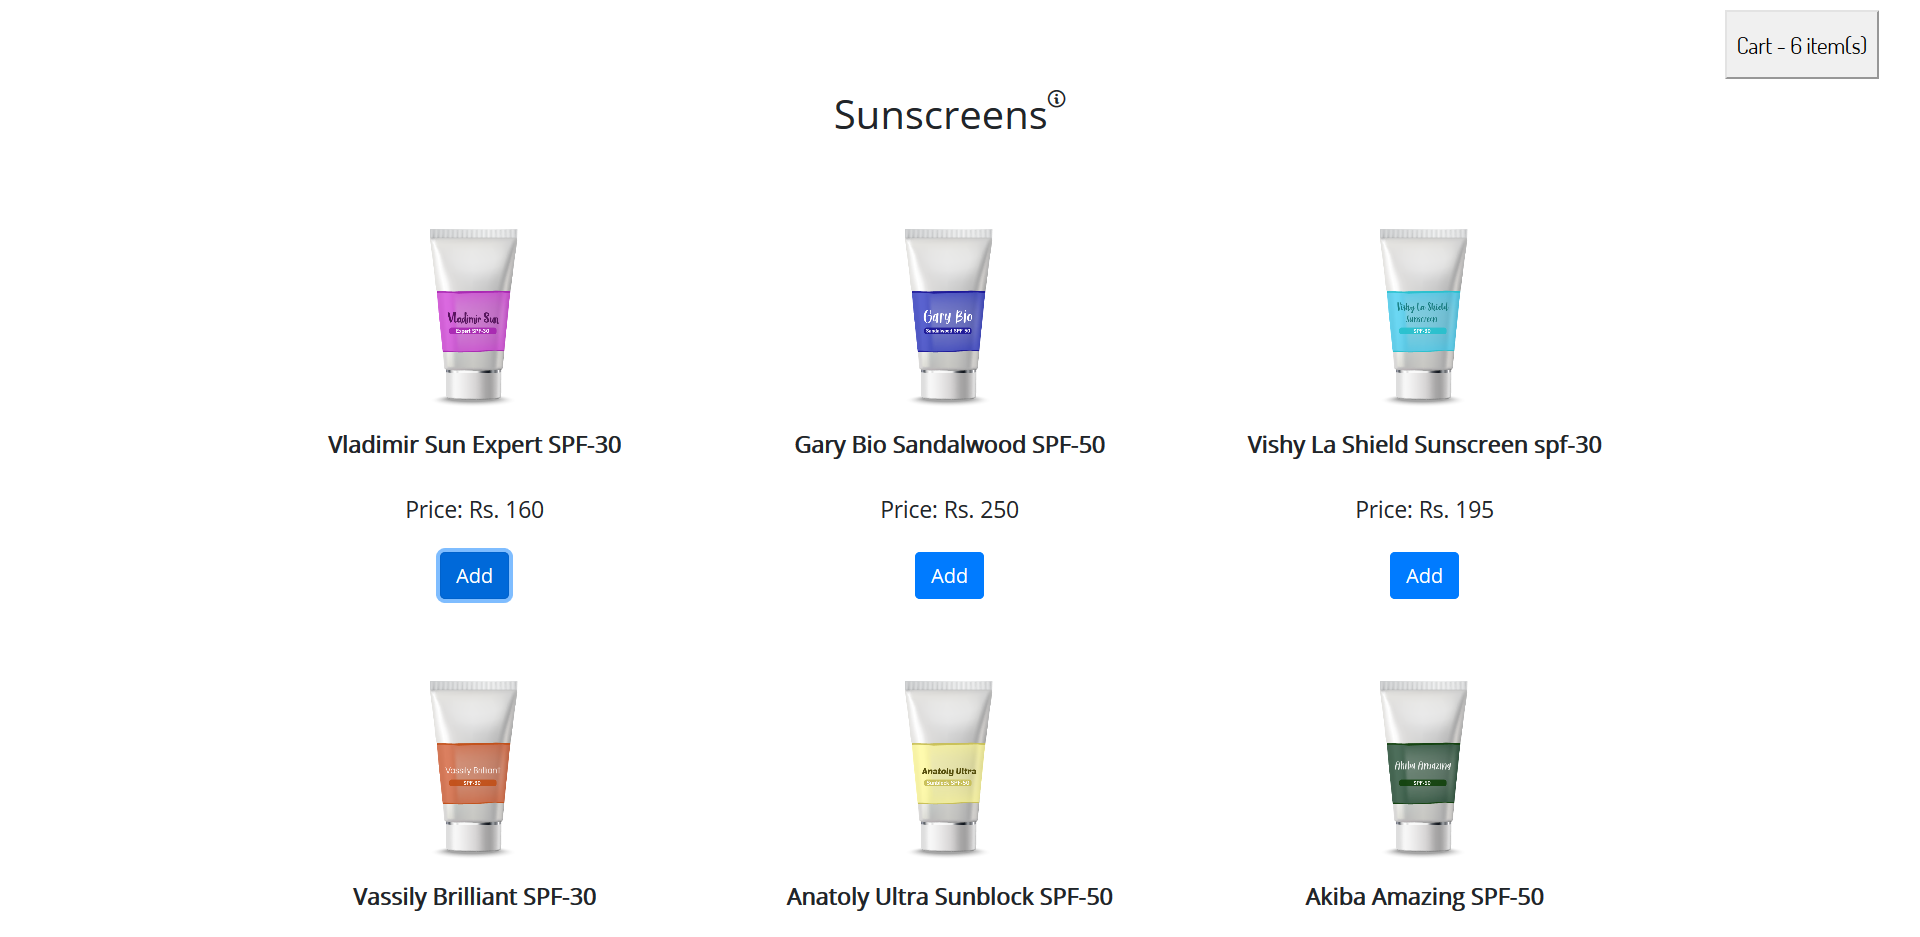 Cart - 6 item(s)
Sunscreens
Vladimir Sun
Expert SPF-30
Gary Bio
Sandalwood SPF-50
Vishy La Shield
Sunscreen
SPF-30
Vladimir Sun Expert SPF-30
Gary Bio Sandalwood SPF-50
Vishy La Shield Sunscreen spf-30
Price: Rs. 160
Price: Rs. 250
Price: Rs. 195
Add
Add
Add
Vassily Briliant
SPF-30
Anatoly Ultra
Sunblock SPF-50
Akiba Amazing
SPF-50
Vassily Brilliant SPF-30
Anatoly Ultra Sunblock SPF-50
Akiba Amazing SPF-50